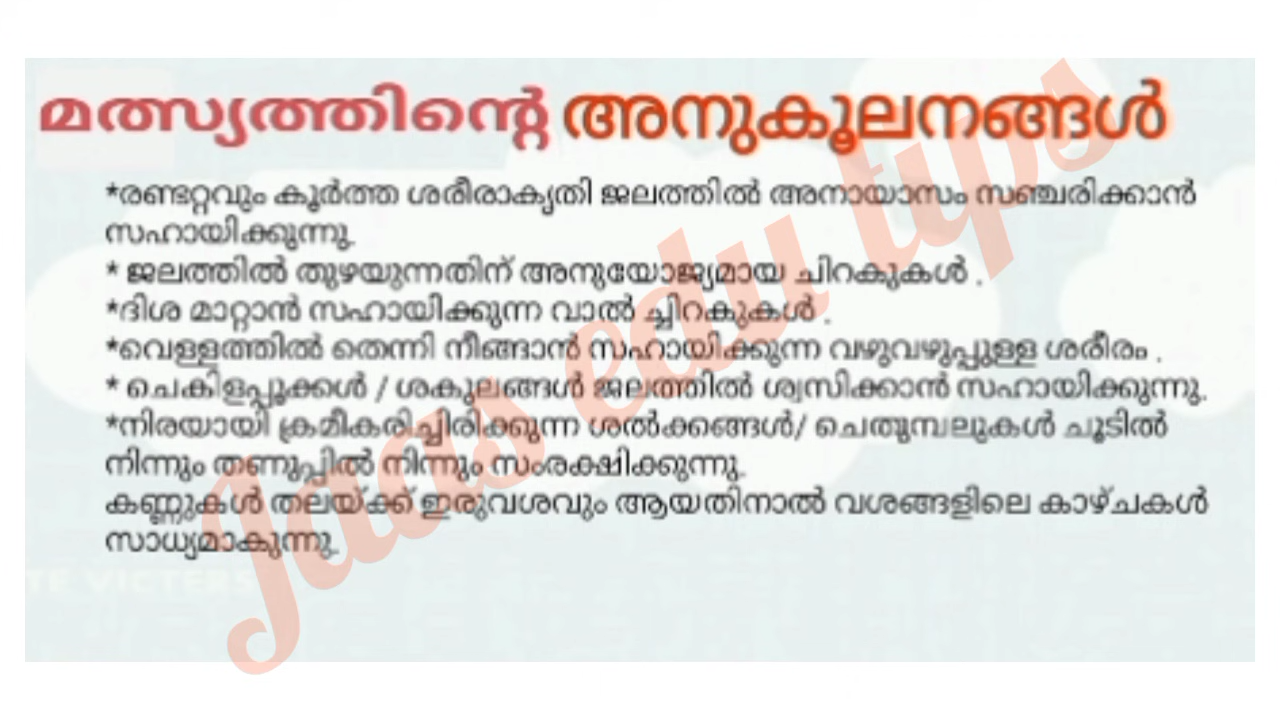 മത്സ്യത്തിന്റെ അനുകൂലനങ്ങൾ
*രണ്ടറ്റവും കൂർത്ത ശരീരാകൃതി ജലത്തിൽ അനായാസം സഞ്ചരിക്കാൻ
സഹായിക്കുന്നു.
* ജലത്തിൽ തുഴയുന്നതിന് അനുയോജ്യമായ ചിറകുകൾ .
*ദിശ മാറ്റാൻ സഹായിക്കുന്ന വാൽ ച്ചിറകുകൾ .
*വെള്ളത്തിൽ തെന്നി നീങ്ങാൻ സഹായിക്കുന്ന വഴുവഴുപ്പുള്ള ശരീരം .
* ചെകിളപ്പൂക്കൾ / ശകുലങ്ങൾ ജലത്തിൽ ശ്വസിക്കാൻ സഹായിക്കുന്നു.
*നിരയായി ക്രമീകരിച്ചിരിക്കുന്ന ശൽക്കങ്ങൾ/ ചെതുമ്പലുകൾ ചൂടിൽ
നിന്നും തണുപ്പിൽ നിന്നും സംരക്ഷിക്കുന്നു.
കണ്ണുകൾ തലയ്ക്ക് ഇരുവശവും ആയതിനാൽ വശങ്ങളിലെ കാഴ്ചകൾ
സാധ്യമാകുന്നു.
Jaas edu tips
TE VICTERS